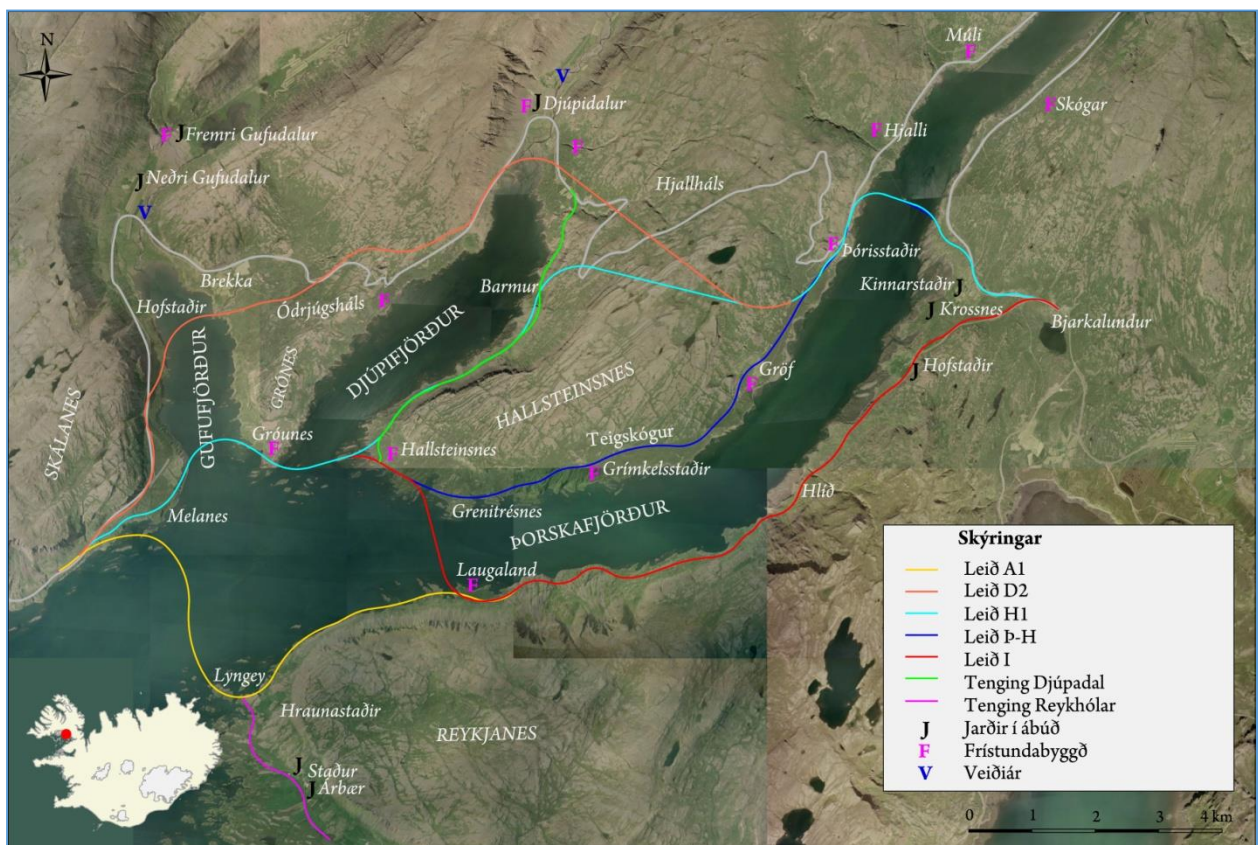 N
Múli
F
V
F J Djúpidalur
F Skógar
F J Fremri Gufudalur
F Hjalli
F
J Neðri Gufudalur
Hjallháls
V
F
Þórisstaðir
Brekka
Barmur
Kinnarstaðir J
Hofstaðir
Ódrjúgsháls
F
J Krossnes
Bjarkalundur
DJÚPIFJÖRÐUR
GRÓNES
Hofstaðir
J
Gröf
F
HALLSTEINSNES
GUFUFJÖRÐUR
SKÁLANES
Gróunes
F
Teigskógur
F Hallsteinsnes
Grímkelsstaðir
F
Hlíð
Melanes
Grenitrésnes
ÞORSKAFJÖRÐUR
Laugaland
F
Lyngey
Hraunastaðir
REYKJANES
J
Staður
J Árbær
Skýringar
Leið A1
Leið D2
Leið H1
Leið Þ-H
Leið I
Tenging Djúpadal
Tenging Reykhólar
J Jarðir í ábúð
F Frístundabyggð
V Veiðiár
0 1 2 3 4 km